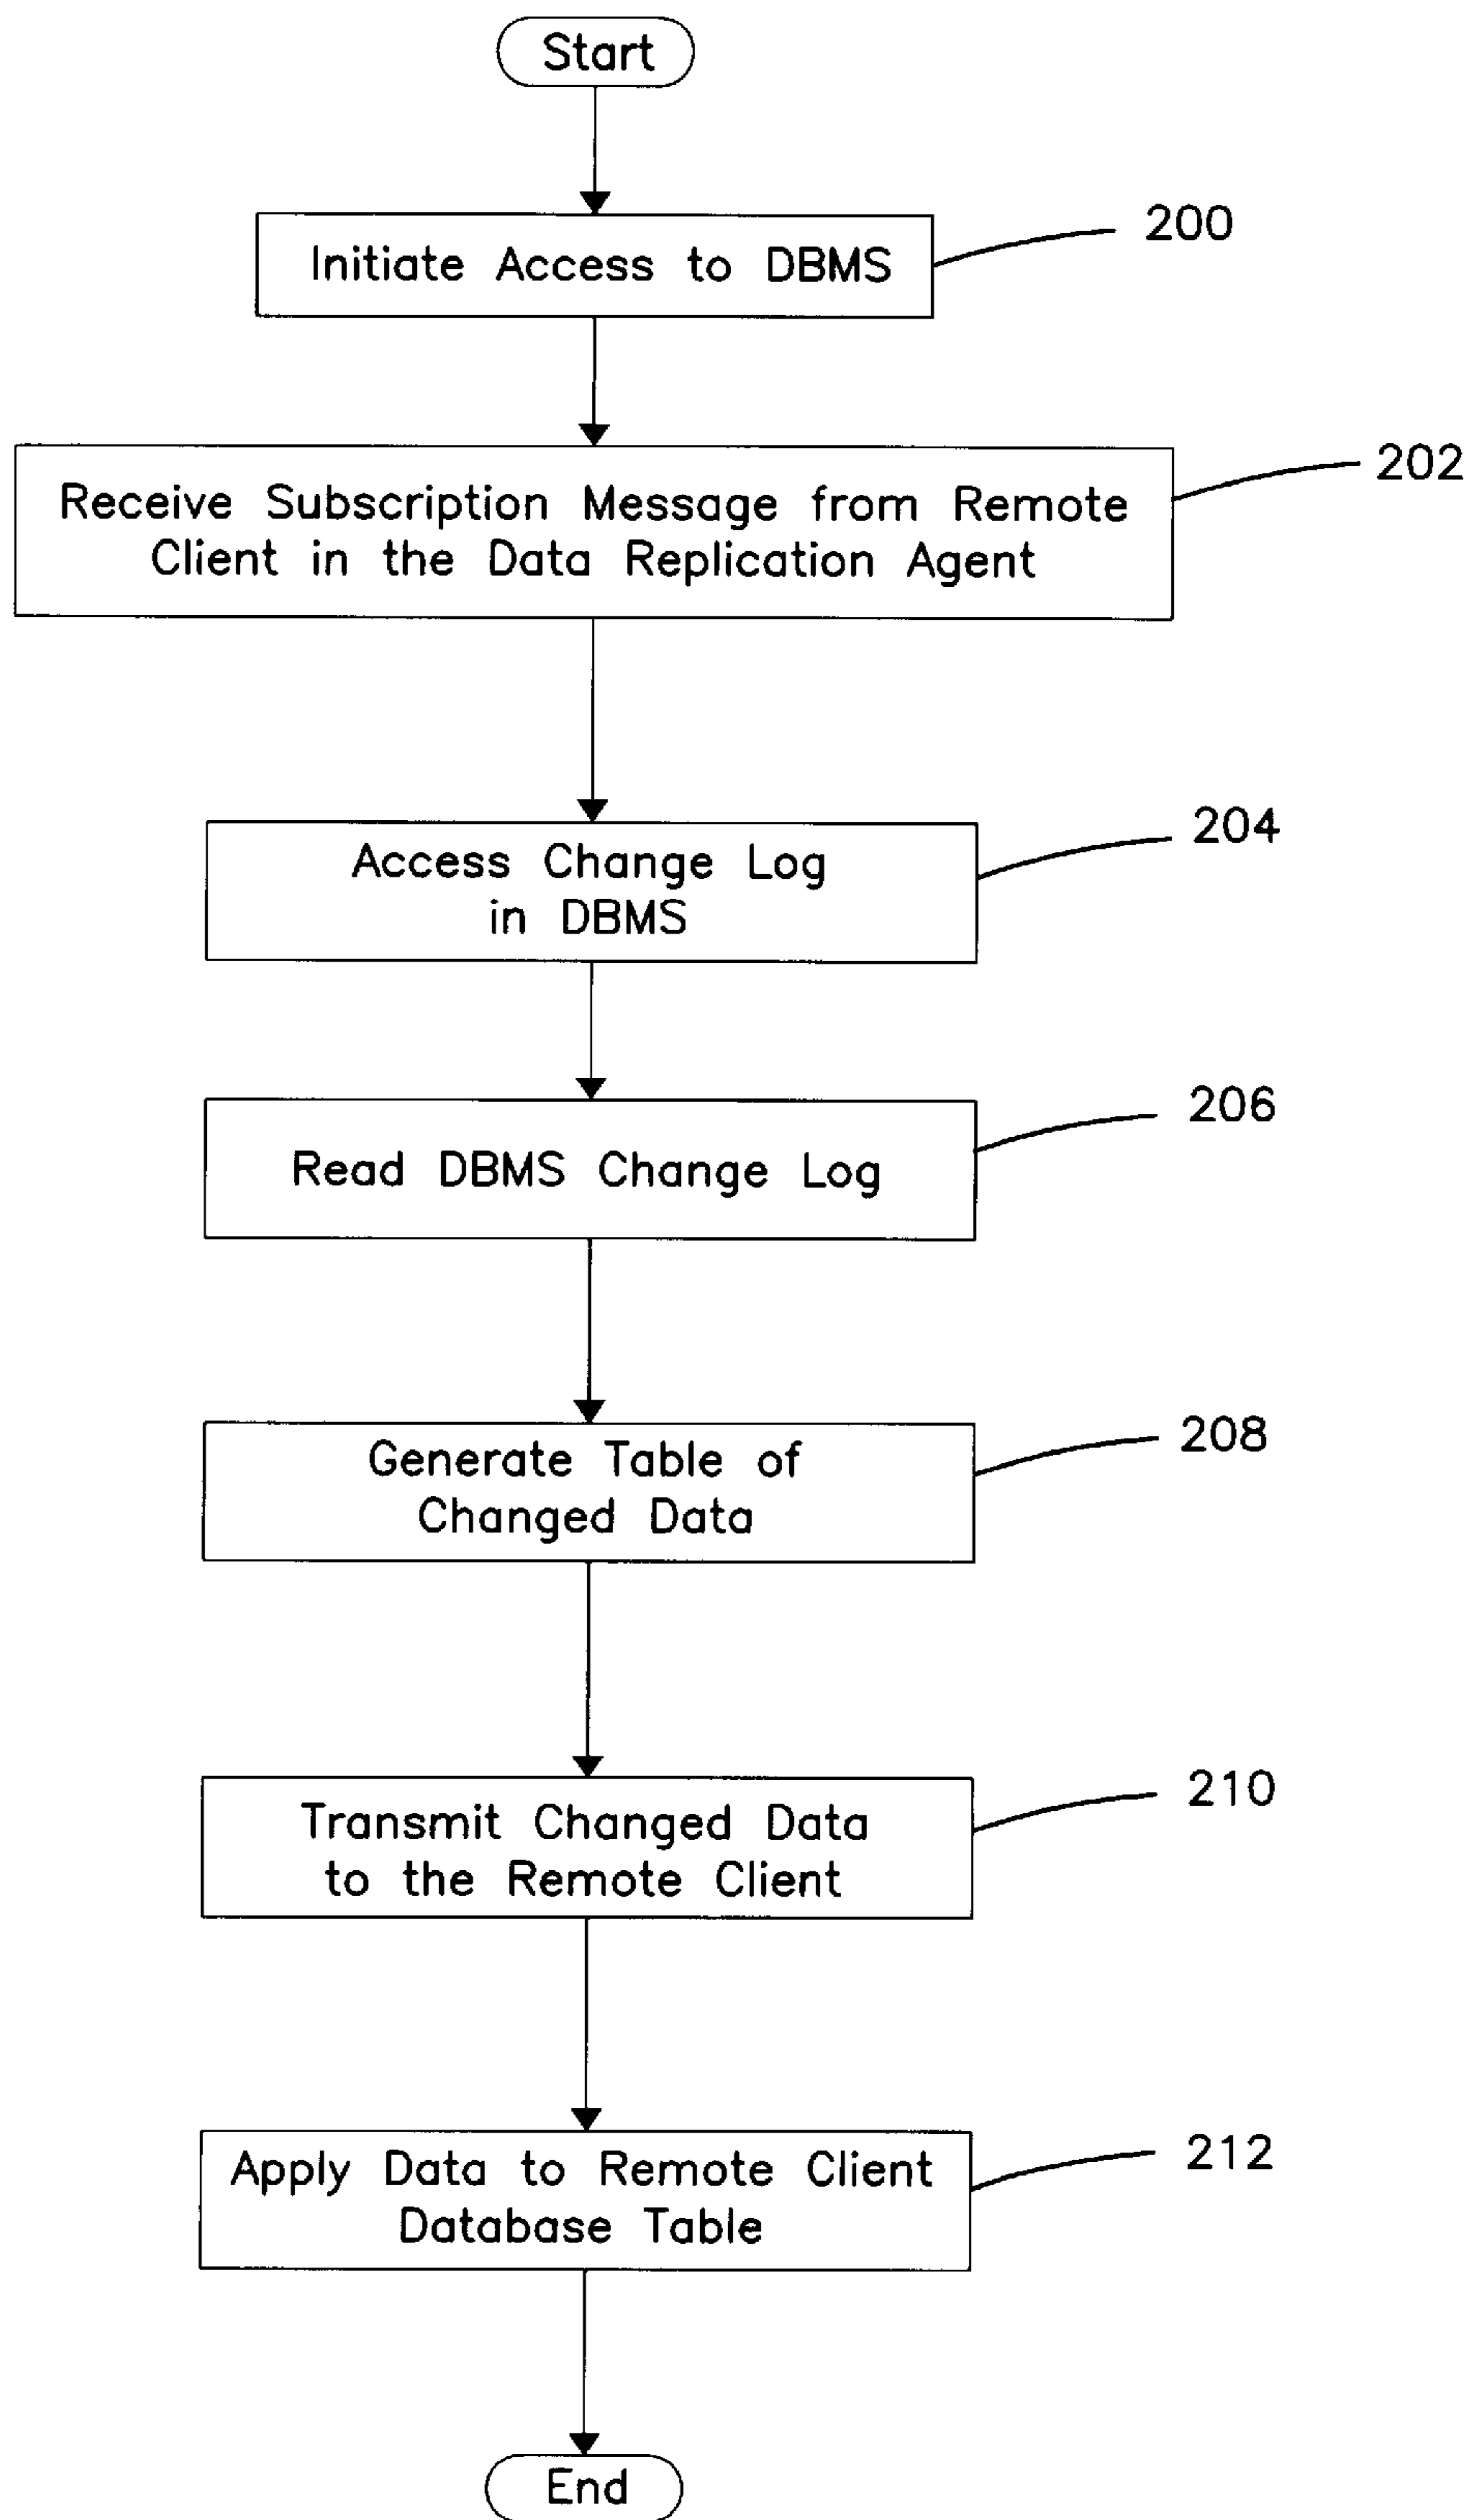 Start
Initiate Access to DBMS
200
Receive Subscription Message from Remote
Client in the Data Replication Agent
202
Access Change Log
in DBMS
204
Read DBMS Change Log
206
Generate Table of
Changed Data
208
Transmit Changed Data
to the Remote Client
210
Apply Data to Remote Client
Database Table
212
End